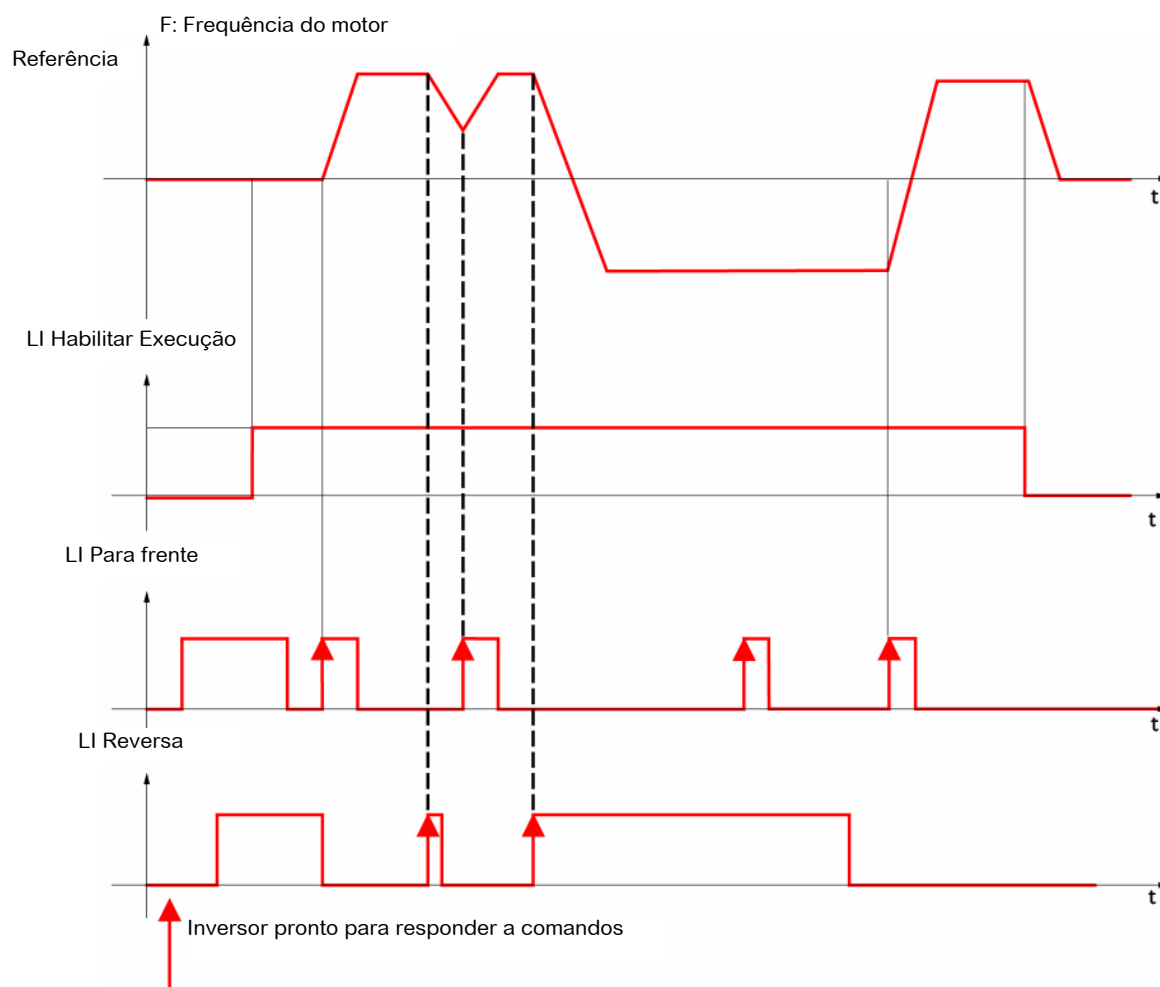 F: Frequência do motor
Referência
t
LI Habilitar Execução
t
LI Para frente
t
LI Reversa
t
Inversor pronto para responder a comandos